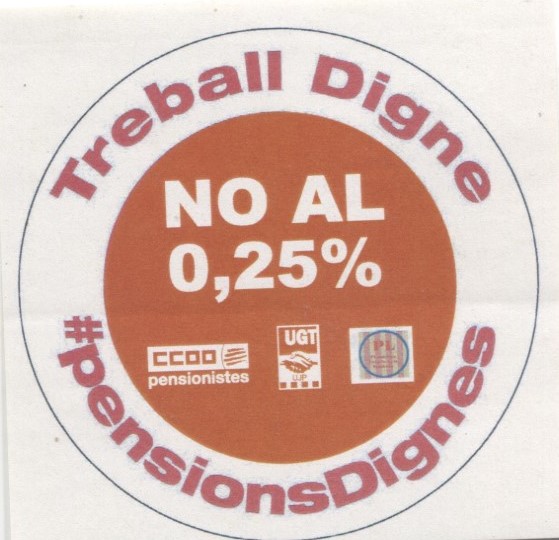 Treball Digne
NO AL
0,25%
CCOO
pensionistes
UGT
UJP
#pensionsDignes